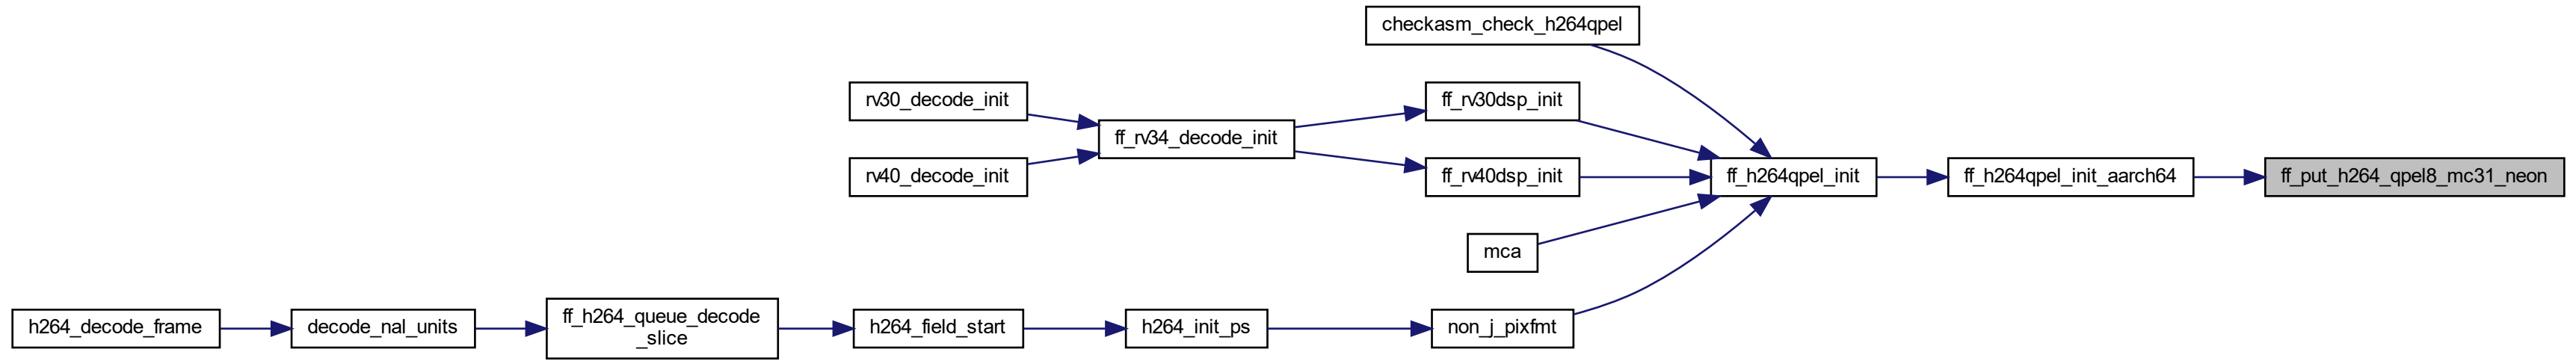 checkasm_check_h264qpel
rv30_decode_init
ff_rv30dsp_init
ff_rv34_decode_init
rv40_decode_init
ff_rv40dsp_init
ff_h264qpel_init
ff_h264qpel_init_aarch64
ff_put_h264_qpel8_mc31_neon
mca
h264_decode_frame
decode_nal_units
ff_h264_queue_decode
_slice
h264_field_start
h264_init_ps
non_j_pixfmt